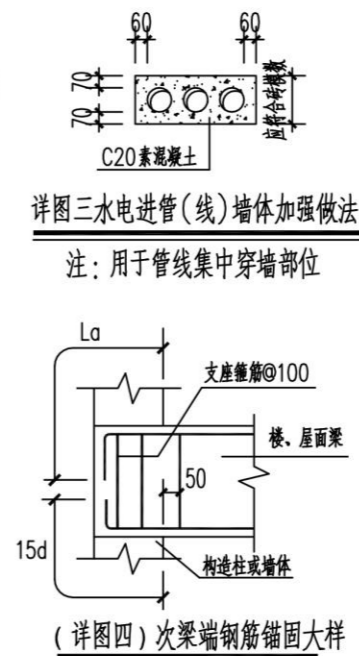 60 60
70
70
应符合砖模数
C20素混凝土
详图三水电进管(线)墙体加强做法
注：用于管线集中穿墙部位
La
支座箍筋@100
楼、屋面梁
50
15d
构造柱或墙体
(详图四)次梁端钢筋锚固大样